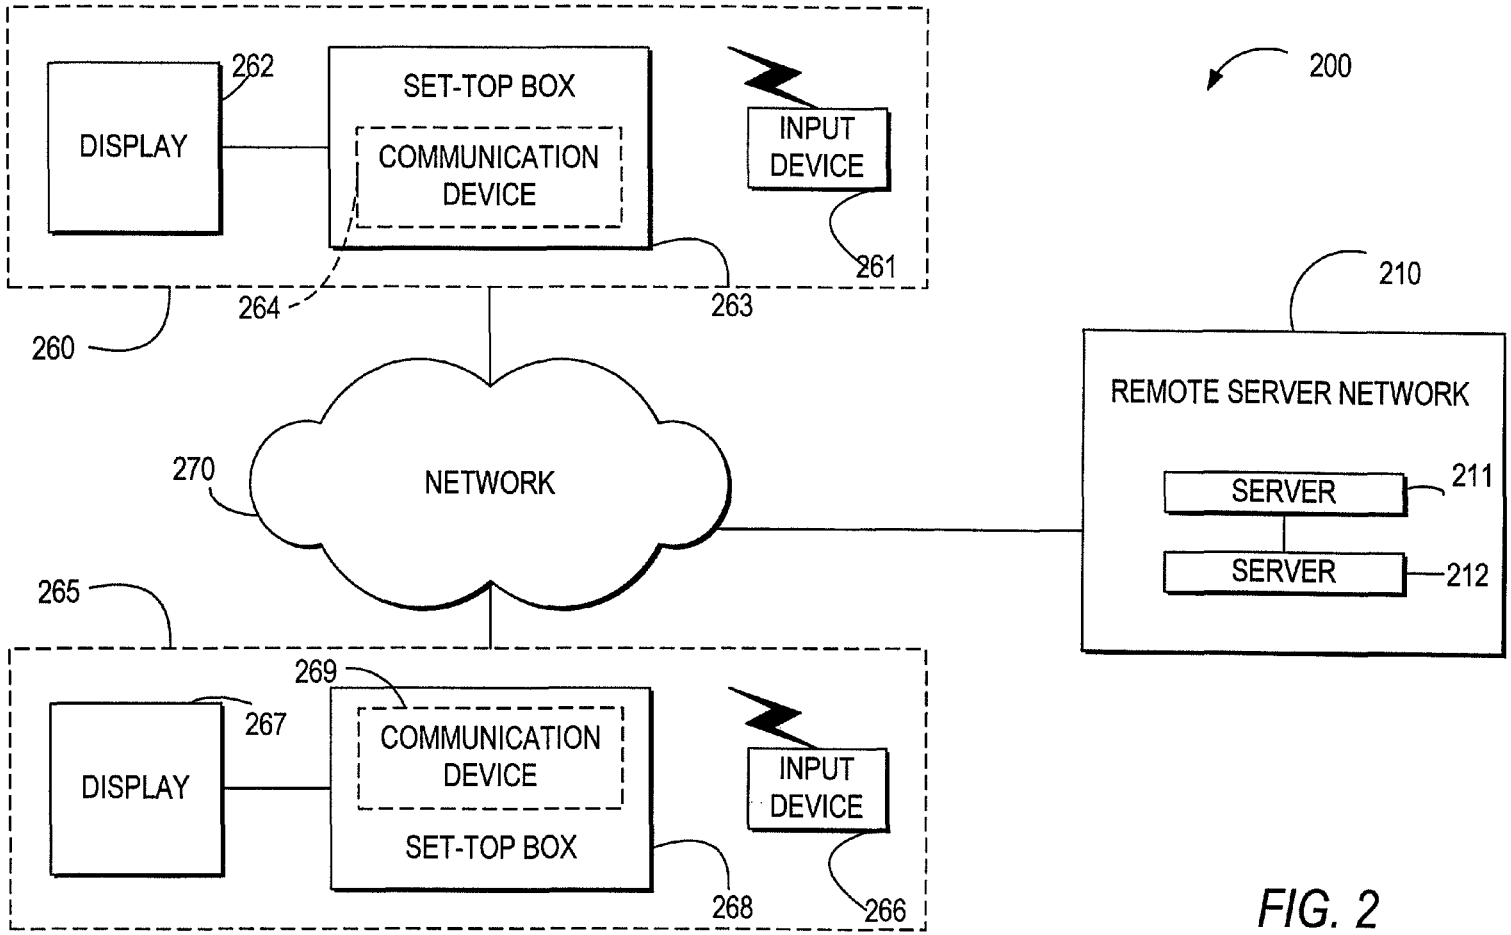 262
SET-TOP BOX
200
DISPLAY
COMMUNICATION
DEVICE
INPUT
DEVICE
264
263
261
260
210
REMOTE SERVER NETWORK
270
NETWORK
SERVER
211
SERVER
212
265
269
267
COMMUNICATION
DEVICE
DISPLAY
INPUT
DEVICE
SET-TOP BOX
268
266
FIG. 2